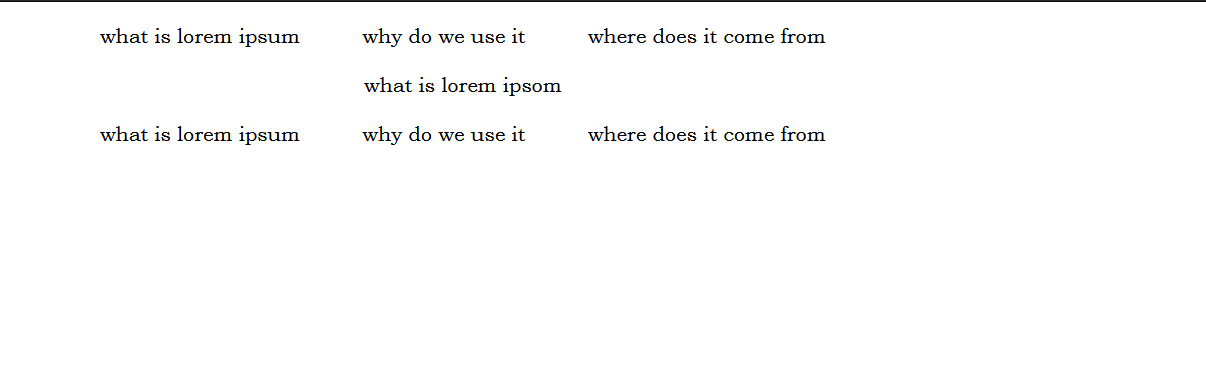 what is lorem ipsum why do we use it where does it come from
what is lorem ipsom
what is lorem ipsum why do we use it where does it come from